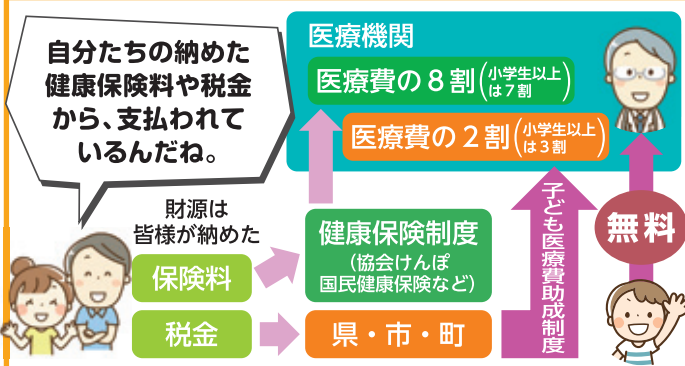 自分たちの納めた
健康保険料や税金
から、支払われて
いるんだね。
医療機関
医療費の8割(小学生以上
は7割)
医療費の2割(小学生以上
は3割)
財源は
皆様が納めた
保険料
税金
健康保険制度
(協会けんぽ
国民健康保険など)
県・市・町
子ども医療費助成制度
無料